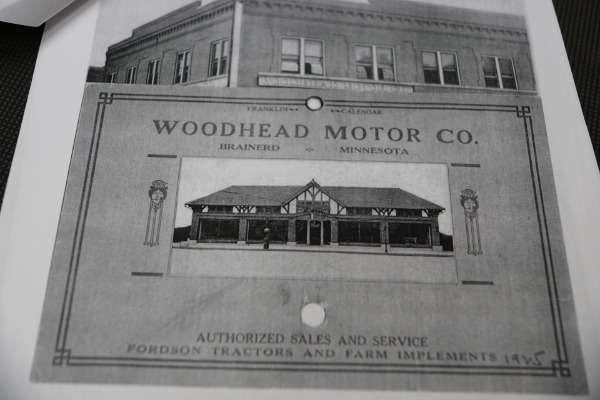 FRANKLIN CALENDAR
WOODHEAD MOTOR CO.
BRAINERD MINNESOTA
AUTHORIZED SALES AND SERVICE
FORDSON TRACTORS AND FARM IMPLEMENTS 1925